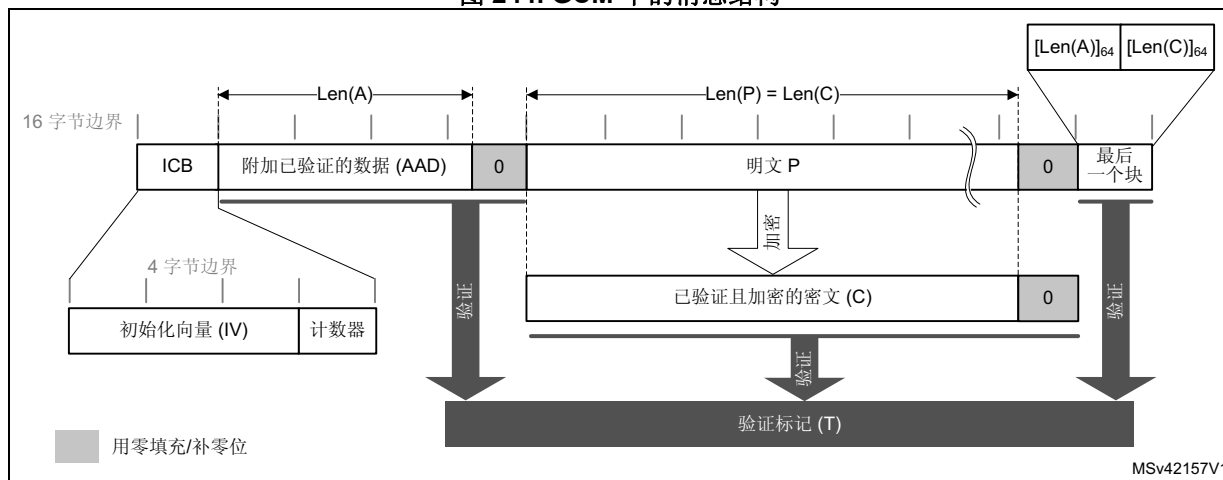 [Len(A)]64 [Len(C)]64
Len(A) Len(P) = Len(C)
16 字节边界
ICB 附加已验证的数据 (AAD) 0 明文 P 0 最后
一个块
加密
4 字节边界
初始化向量 (IV) 计数器
验证 已验证且加密的密文 (C) 0 验证
验证
验证标记 (T)
用零填充/补零位
MSv42157V1